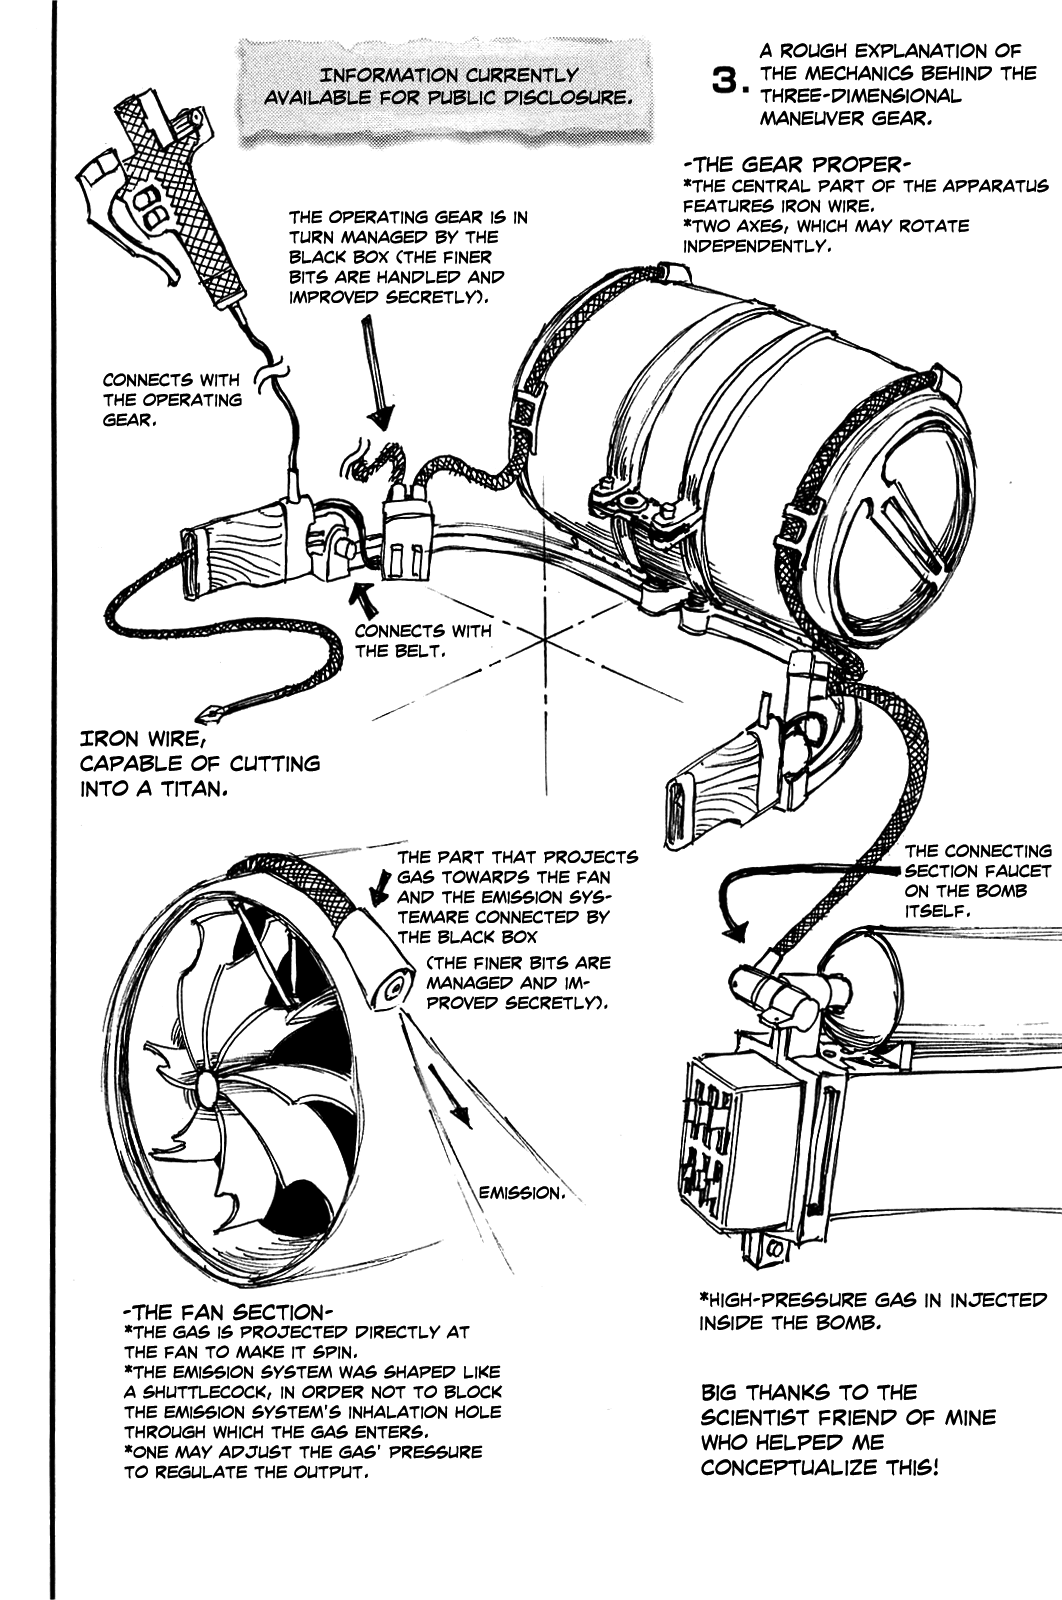 INFORMATION CURRENTLY
AVAILABLE FOR PUBLIC DISCLOSURE.
3.
A ROUGH EXPLANATION OF
THE MECHANICS BEHIND THE
THREE-DIMENSIONAL
MANEUVER GEAR.
-THE GEAR PROPER-
*THE CENTRAL PART OF THE APPARATUS
FEATURES IRON WIRE.
*TWO AXES, WHICH MAY ROTATE
INDEPENDENTLY.
THE OPERATING GEAR IS IN
TURN MANAGED BY THE
BLACK BOX (THE FINER
BITS ARE HANDLED AND
IMPROVED SECRETLY).
CONNECTS WITH
THE OPERATING
GEAR.
CONNECTS WITH
THE BELT.
IRON WIRE,
CAPABLE OF CUTTING
INTO A TITAN.
THE PART THAT PROJECTS
GAS TOWARDS THE FAN
AND THE EMISSION SYS-
TEMARE CONNECTED BY
THE BLACK BOX
(THE FINER BITS ARE
MANAGED AND IM-
PROVED SECRETLY).
THE CONNECTING
SECTION FAUCET
ON THE BOMB
ITSELF.
EMISSION.
-THE FAN SECTION-
*THE GAS IS PROJECTED DIRECTLY AT
THE FAN TO MAKE IT SPIN.
*THE EMISSION SYSTEM WAS SHAPED LIKE
A SHUTTLECOCK, IN ORDER NOT TO BLOCK
THE EMISSION SYSTEM'S INHALATION HOLE
THROUGH WHICH THE GAS ENTERS.
*ONE MAY ADJUST THE GAS' PRESSURE
TO REGULATE THE OUTPUT.
*HIGH-PRESSURE GAS IN INJECTED
INSIDE THE BOMB.
BIG THANKS TO THE
SCIENTIST FRIEND OF MINE
WHO HELPED ME
CONCEPTUALIZE THIS!